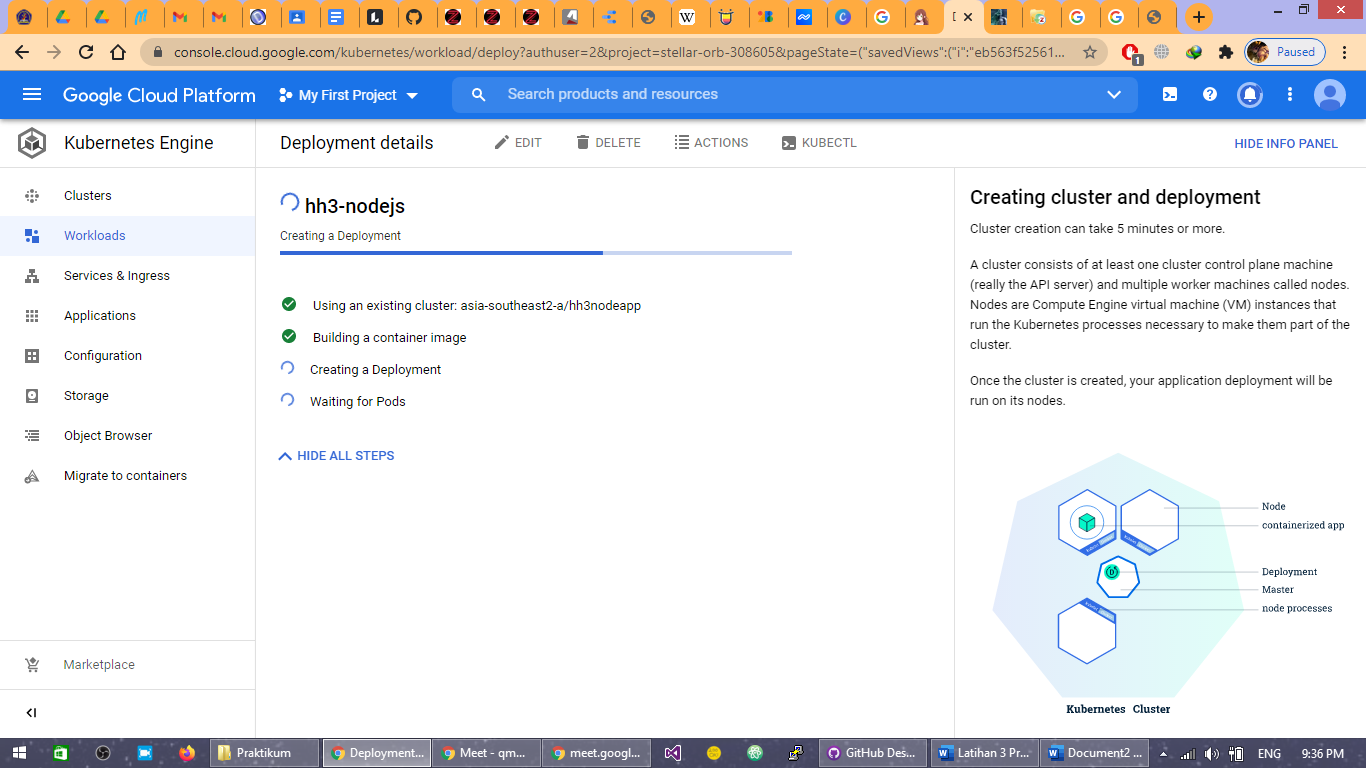 D
1
console.cloud.google.com/kubernetes/workload/deploy?authuser=2&project=stellar-orb-308605&pageState=("savedViews":("i":"eb563f52561...
Paused
Google Cloud Platform
My First Project
Search products and resources
Kubernetes Engine
Deployment details
EDIT
DELETE
ACTIONS
KUBECTL
HIDE INFO PANEL
Clusters
Workloads
Services & Ingress
Applications
Configuration
Storage
Object Browser
Migrate to containers
Marketplace
hh3-nodejs
Creating a Deployment
Using an existing cluster: asia-southeast2-a/hh3nodeapp
Building a container image
Creating a Deployment
Waiting for Pods
HIDE ALL STEPS
Creating cluster and deployment
Cluster creation can take 5 minutes or more.
A cluster consists of at least one cluster control plane machine
(really the API server) and multiple worker machines called nodes.
Nodes are Compute Engine virtual machine (VM) instances that
run the Kubernetes processes necessary to make them part of the
cluster.
Once the cluster is created, your application deployment will be
run on its nodes.
Node
containerized app
Deployment
Master
node processes
Kubernetes Cluster
Praktikum
Deployment...
Meet - qm...
meet.googl...
GitHub Des...
Latihan 3 Pr...
Document2 ...
ENG
9:36 PM